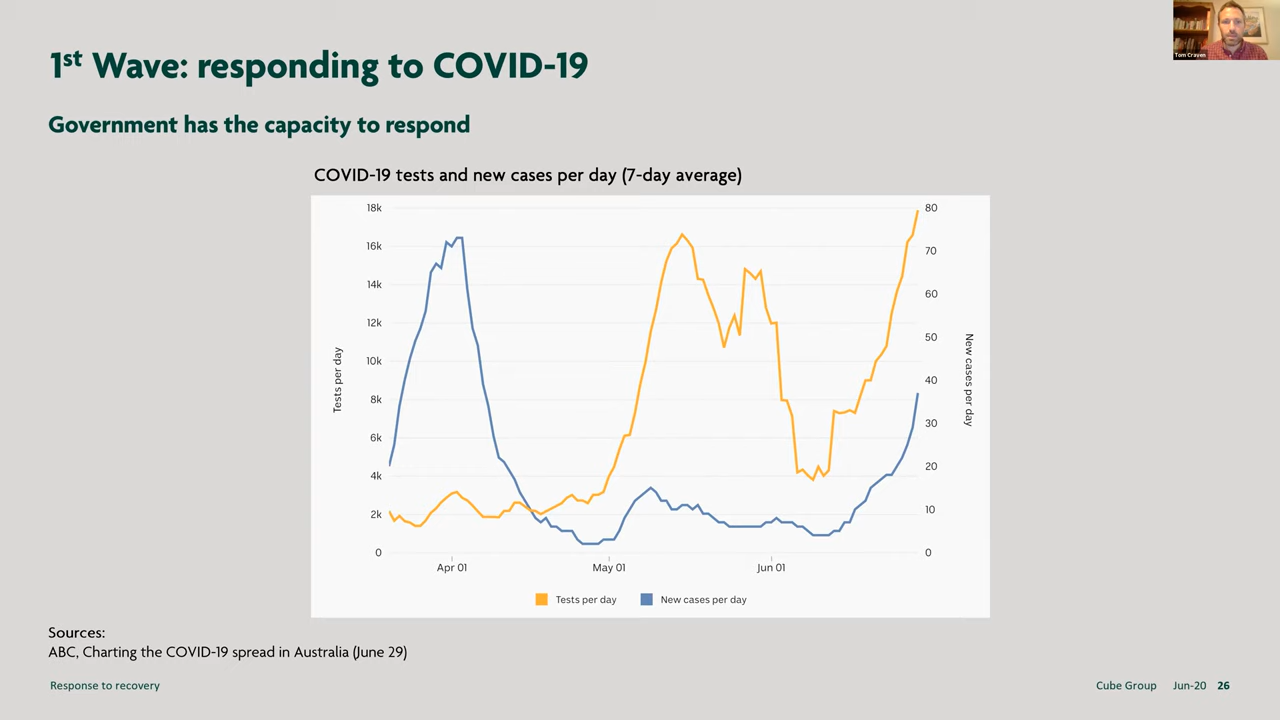 1st Wave: responding to COVID-19
Tom Craven
Government has the capacity to respond
COVID-19 tests and new cases per day (7-day average)
18k
16k
14k
12k
10k
8k
6k
4k
2k
0
Tests per day
80
70
60
50
40
30
20
10
0
New cases per day
Apr 01
May 01
Jun 01
Tests per day
New cases per day
Sources:
ABC, Charting the COVID-19 spread in Australia (June 29)
Response to recovery
Cube Group Jun-20 26